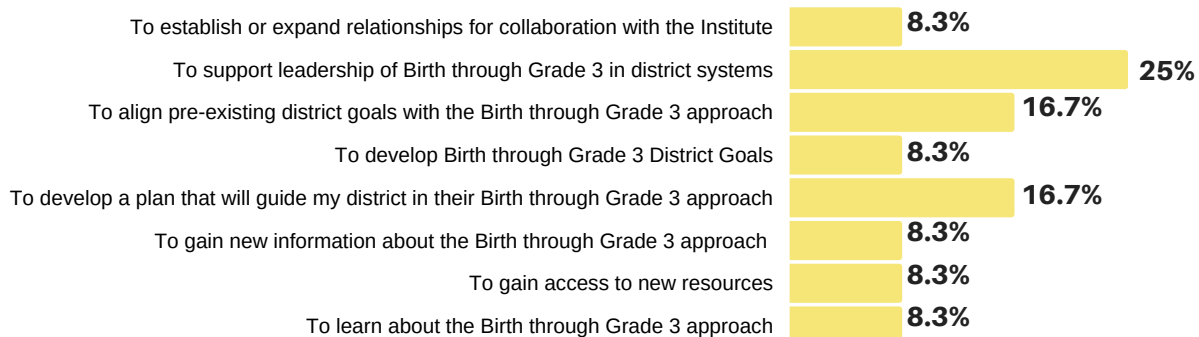 To establish or expand relationships for collaboration with the Institute 8.3%
To support leadership of Birth through Grade 3 in district systems 25%
To align pre-existing district goals with the Birth through Grade 3 approach 16.7%
To develop Birth through Grade 3 District Goals 8.3%
To develop a plan that will guide my district in their Birth through Grade 3 approach 16.7%
To gain new information about the Birth through Grade 3 approach 8.3%
To gain access to new resources 8.3%
To learn about the Birth through Grade 3 approach 8.3%